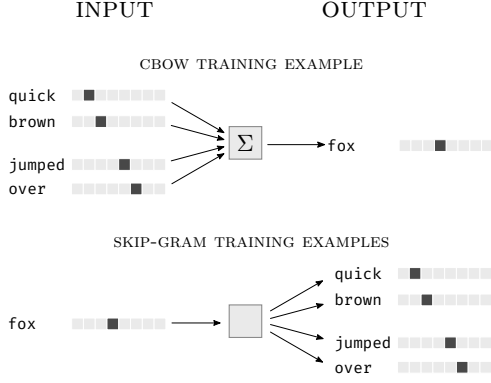 INPUT OUTPUT
CBOW TRAINING EXAMPLE
quick
brown
jumped
over
Σ
fox
SKIP-GRAM TRAINING EXAMPLES
fox
quick
brown
jumped
over